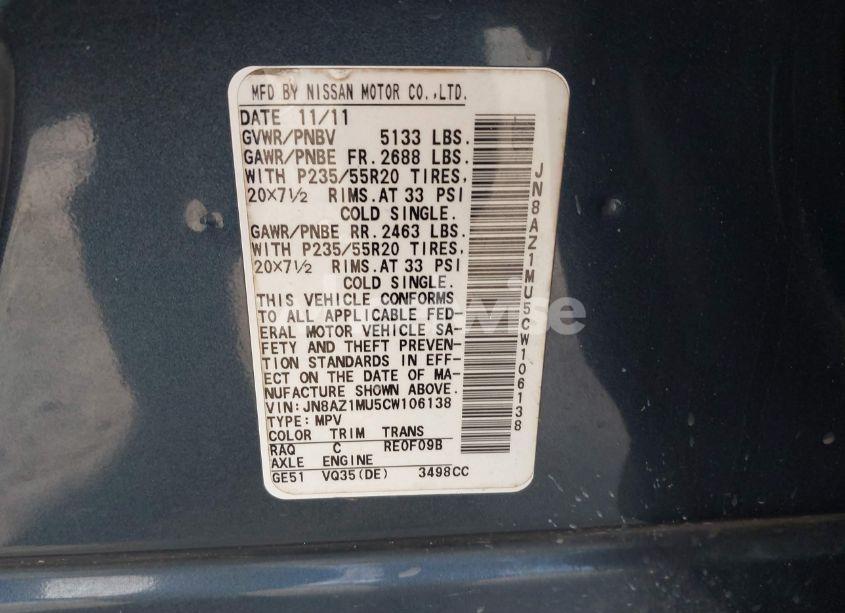 MFD BY NISSAN MOTOR CO.,LTD.
DATE 11/11
GVWR/PNBV 5133 LBS.
GAWR/PNBE FR. 2688 LBS.
WITH P235/55R20 TIRES,
20×7½ RIMS.AT 33 PSI
COLD SINGLE.
GAWR/PNBE RR. 2463 LBS.
WITH P235/55R20 TIRES,
20×7½ RIMS.AT 33 PSI
COLD SINGLE.
THIS VEHICLE CONFORMS
TO ALL APPLICABLE FED-
ERAL MOTOR VEHICLE SA-
FETY AND THEFT PREVEN-
TION STANDARDS IN EFF-
ECT ON THE DATE OF MA-
NUFACTURE SHOWN ABOVE.
VIN: JN8AZ1MU5CW106138
TYPE: MPV
COLOR TRIM TRANS
RAQ C RE0F09B
AXLE ENGINE
GE51 VQ35(DE) 3498CC
JN8AZ1MU5CW106138